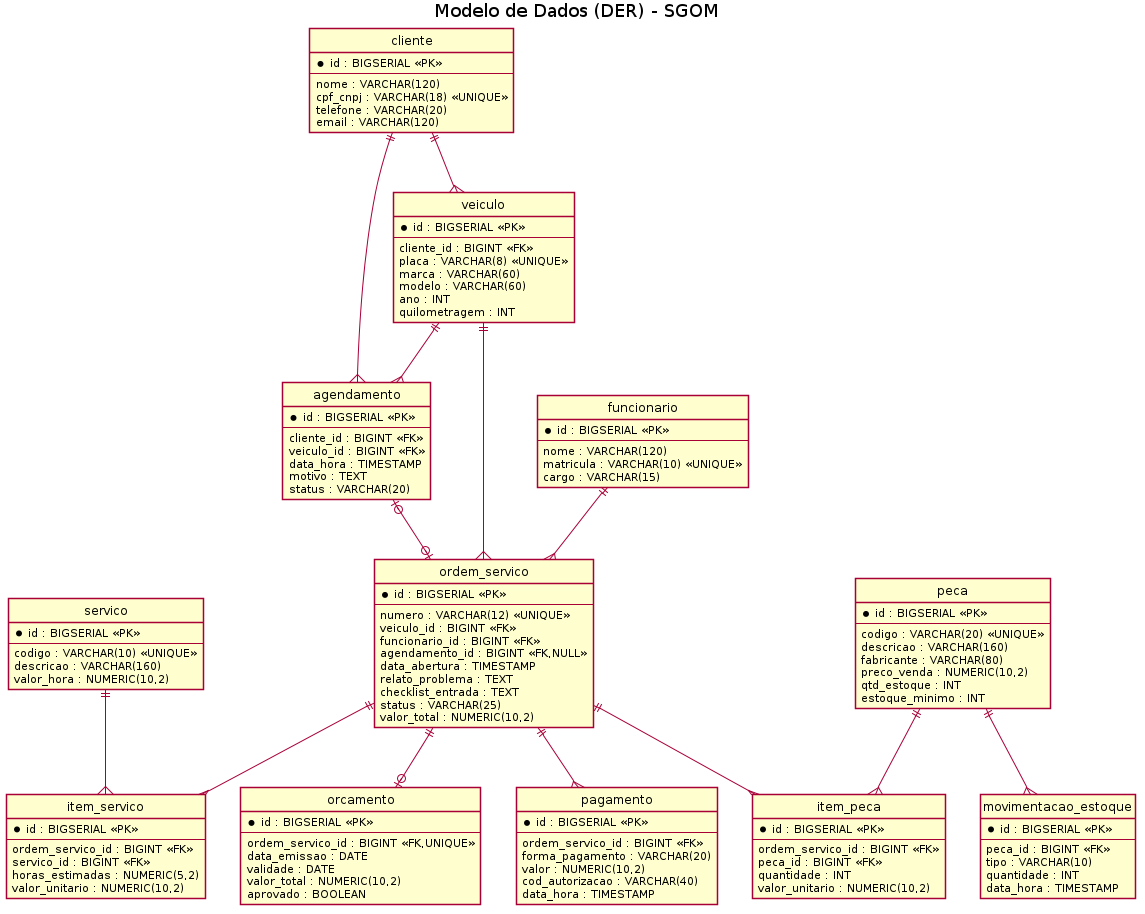 Modelo de Dados (DER) - SGOM
cliente
id : BIGSERIAL «PK»
nome : VARCHAR(120)
cpf_cnpj : VARCHAR(18) «UNIQUE»
telefone : VARCHAR(20)
email : VARCHAR(120)
veiculo
id : BIGSERIAL «PK»
cliente_id : BIGINT «FK»
placa : VARCHAR(8) «UNIQUE»
marca : VARCHAR(60)
modelo : VARCHAR(60)
ano : INT
quilometragem : INT
agendamento
id : BIGSERIAL «PK»
cliente_id : BIGINT «FK»
veiculo_id : BIGINT «FK»
data_hora : TIMESTAMP
motivo : TEXT
status : VARCHAR(20)
funcionario
id : BIGSERIAL «PK»
nome : VARCHAR(120)
matricula : VARCHAR(10) «UNIQUE»
cargo : VARCHAR(15)
ordem_servico
id : BIGSERIAL «PK»
numero : VARCHAR(12) «UNIQUE»
veiculo_id : BIGINT «FK»
funcionario_id : BIGINT «FK»
agendamento_id : BIGINT «FK,NULL»
data_abertura : TIMESTAMP
relato_problema : TEXT
checklist_entrada : TEXT
status : VARCHAR(25)
valor_total : NUMERIC(10,2)
servico
id : BIGSERIAL «PK»
codigo : VARCHAR(10) «UNIQUE»
descricao : VARCHAR(160)
valor_hora : NUMERIC(10,2)
peca
id : BIGSERIAL «PK»
codigo : VARCHAR(20) «UNIQUE»
descricao : VARCHAR(160)
fabricante : VARCHAR(80)
preco_venda : NUMERIC(10,2)
qtd_estoque : INT
estoque_minimo : INT
item_servico
id : BIGSERIAL «PK»
ordem_servico_id : BIGINT «FK»
servico_id : BIGINT «FK»
horas_estimadas : NUMERIC(5,2)
valor_unitario : NUMERIC(10,2)
orcamento
id : BIGSERIAL «PK»
ordem_servico_id : BIGINT «FK,UNIQUE»
data_emissao : DATE
validade : DATE
valor_total : NUMERIC(10,2)
aprovado : BOOLEAN
pagamento
id : BIGSERIAL «PK»
ordem_servico_id : BIGINT «FK»
forma_pagamento : VARCHAR(20)
valor : NUMERIC(10,2)
cod_autorizacao : VARCHAR(40)
data_hora : TIMESTAMP
item_peca
id : BIGSERIAL «PK»
ordem_servico_id : BIGINT «FK»
peca_id : BIGINT «FK»
quantidade : INT
valor_unitario : NUMERIC(10,2)
movimentacao_estoque
id : BIGSERIAL «PK»
peca_id : BIGINT «FK»
tipo : VARCHAR(10)
quantidade : INT
data_hora : TIMESTAMP